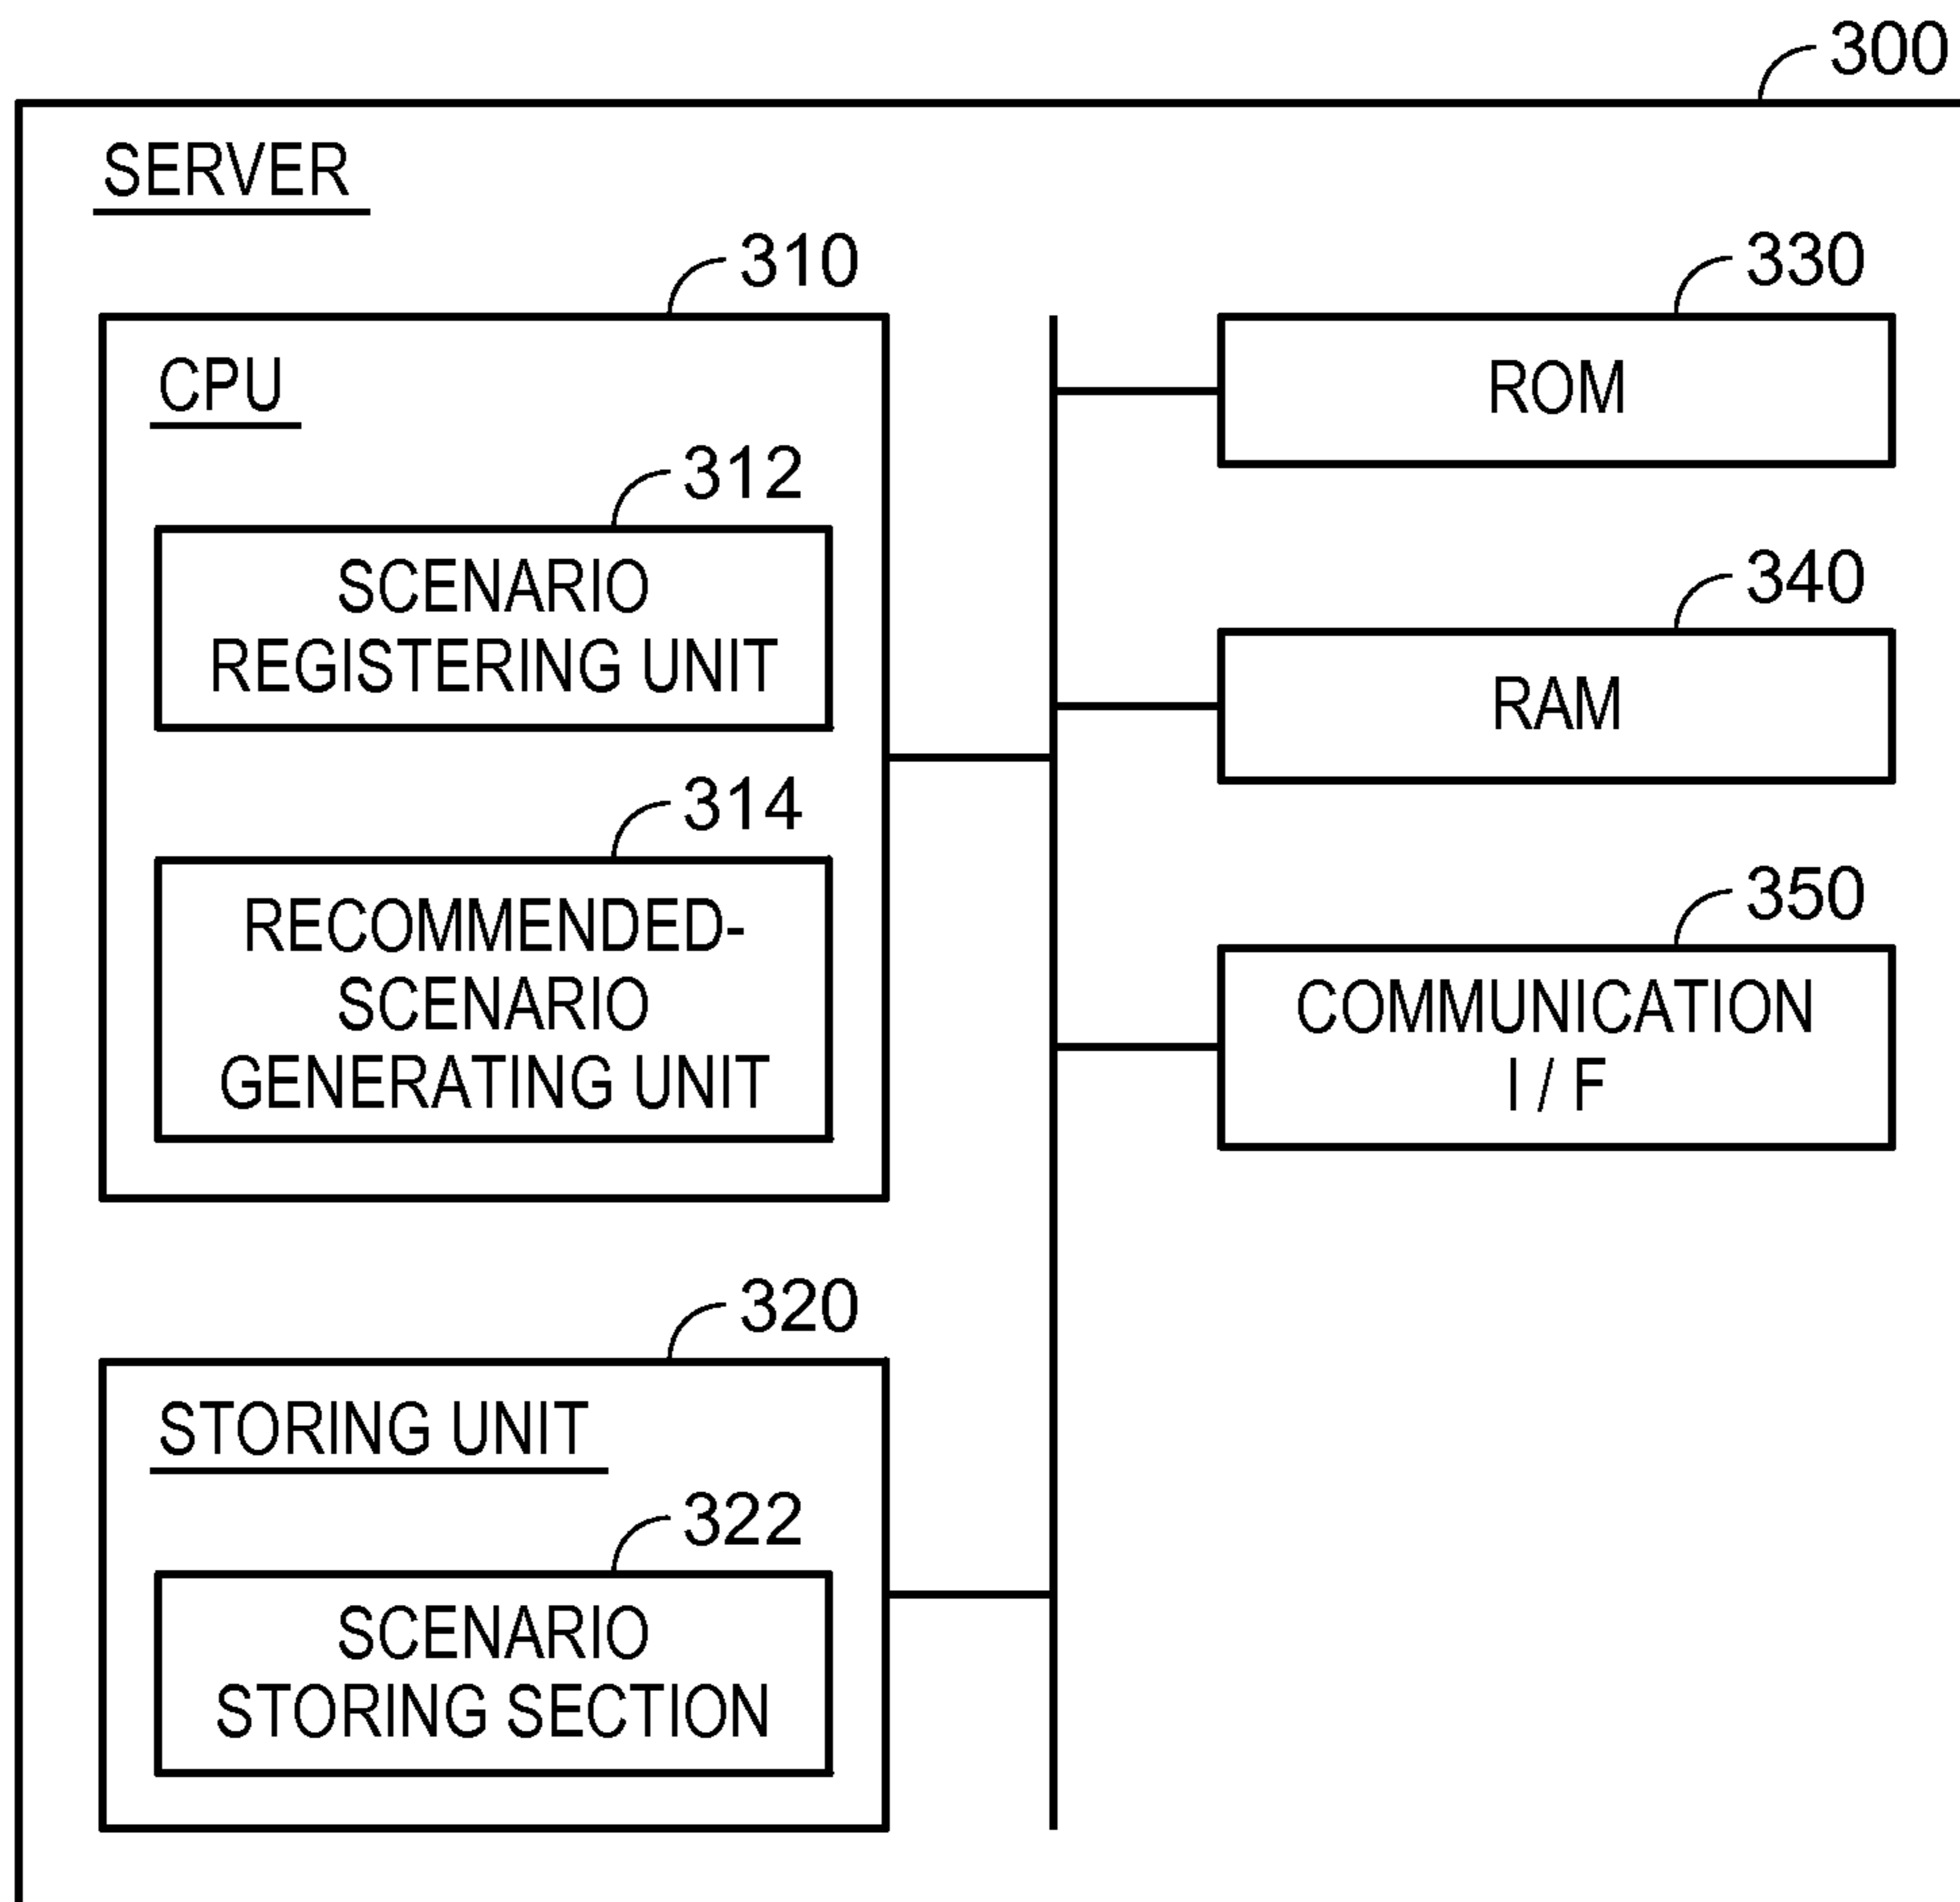 300
SERVER
310
CPU
312
SCENARIO
REGISTERING UNIT
314
RECOMMENDED-
SCENARIO
GENERATING UNIT
320
STORING UNIT
322
SCENARIO
STORING SECTION
330
ROM
340
RAM
350
COMMUNICATION
I / F